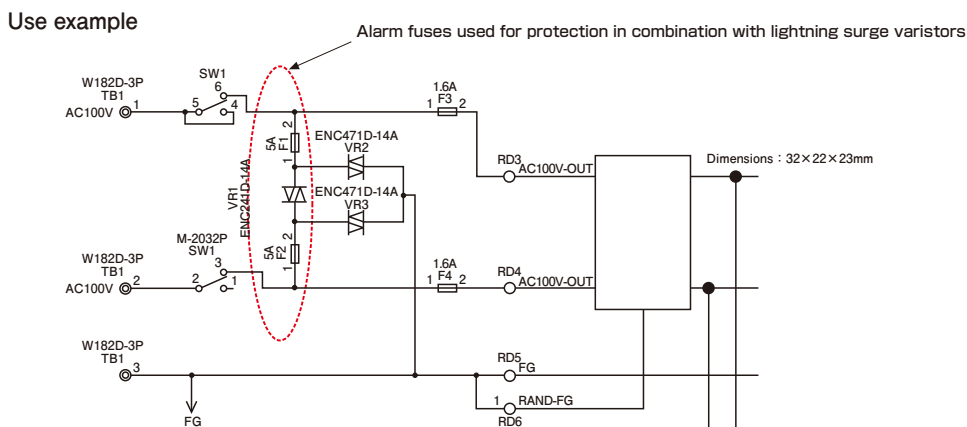 Use example
Alarm fuses used for protection in combination with lightning surge varistors
W182D-3P
TB1
AC100V
1
SW1
6
5
4
1.6A
F3
1
2
2
5A
F1
1
ENC471D-14A
VR2
VR1
ENC241D-14A
ENC471D-14A
VR3
RD3
AC100V-OUT
Dimensions：32×22×23mm
2
5A
F2
1
M-2032P
SW1
3
2
1
W182D-3P
TB1
AC100V
2
1.6A
F4
1
2
RD4
AC100V-OUT
W182D-3P
TB1
3
FG
RD5
FG
1
RAND-FG
RD6